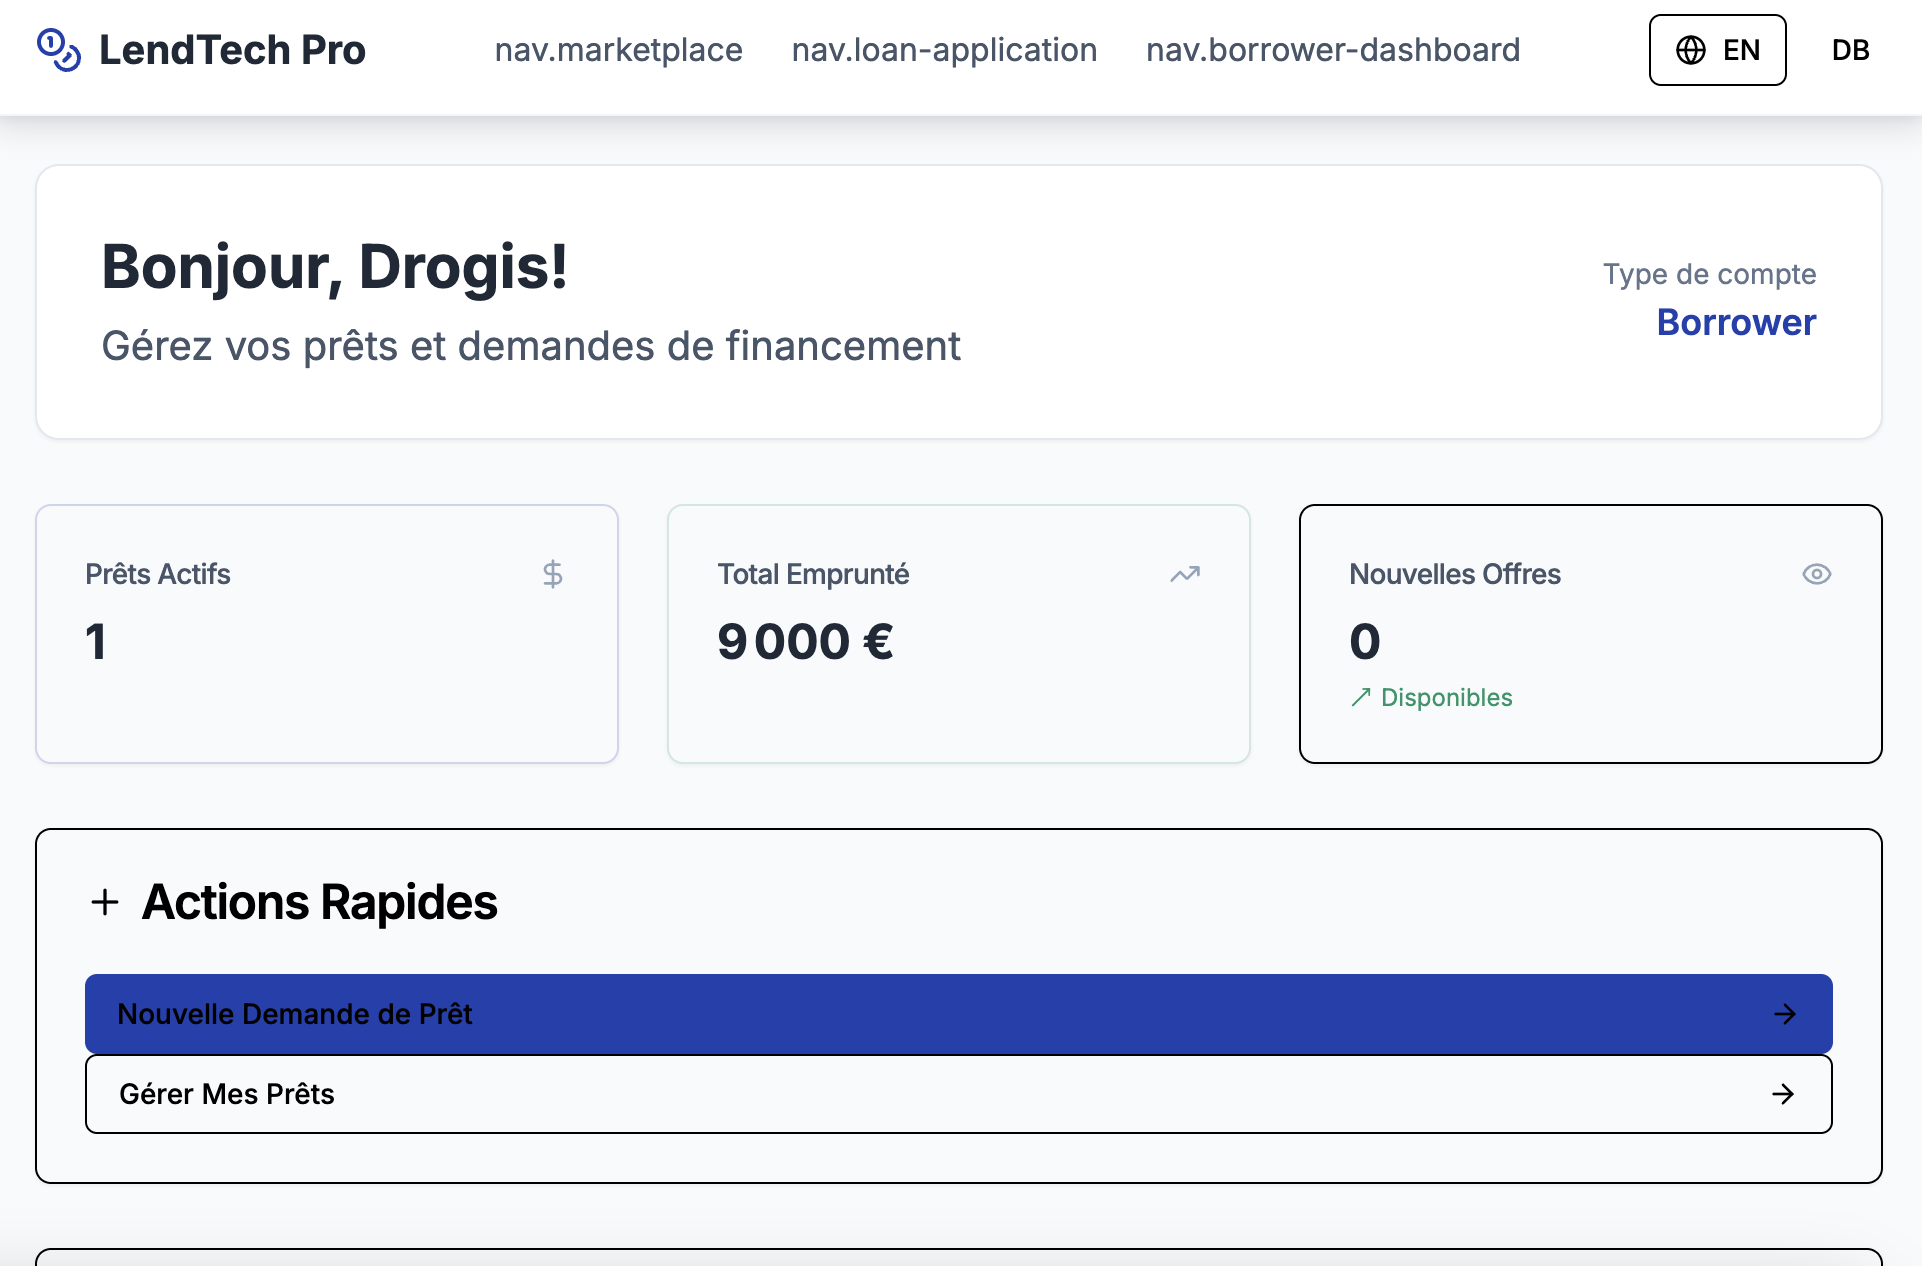 LendTech Pro
nav.marketplace
nav.loan-application
nav.borrower-dashboard
EN
DB
Bonjour, Drogis!
Gérez vos prêts et demandes de financement
Type de compte
Borrower
Prêts Actifs
$
1
Total Emprunté
9 000 €
Nouvelles Offres
0
↗ Disponibles
+ Actions Rapides
Nouvelle Demande de Prêt →
Gérer Mes Prêts →